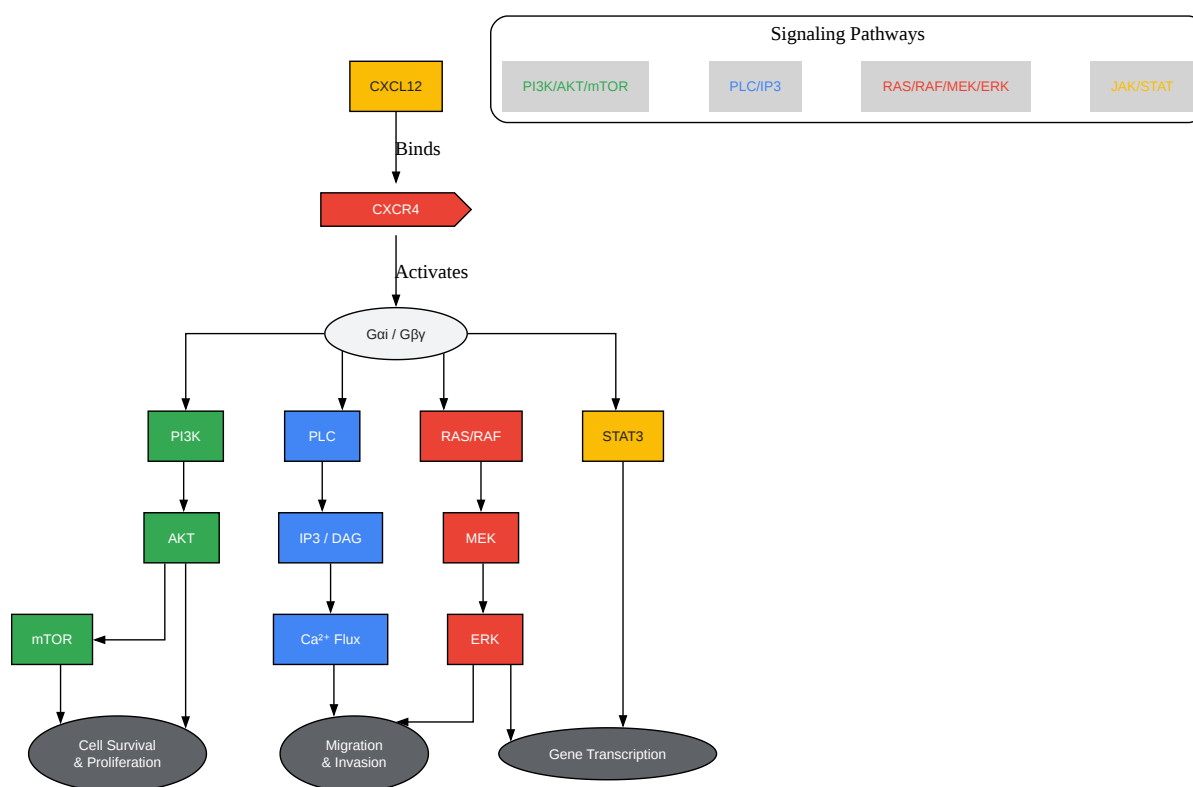 Signaling Pathways
CXCL12
PI3K/AKT/mTOR
PLC/IP3
RAS/RAF/MEK/ERK
JAK/STAT
Binds
CXCR4
Activates
Gαi / Gβγ
PI3K
PLC
RAS/RAF
STAT3
AKT
IP3 / DAG
MEK
mTOR
Ca²⁺ Flux
ERK
Cell Survival
& Proliferation
Migration
& Invasion
Gene Transcription